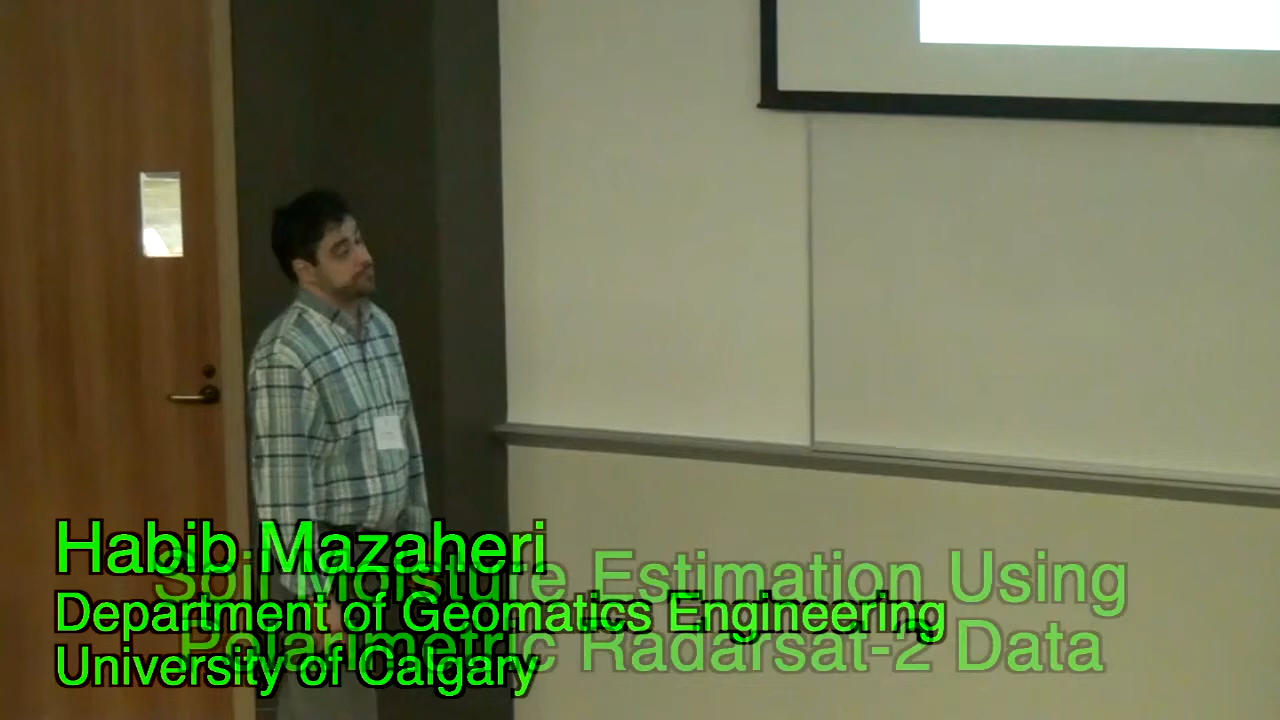 Habib Mazaheri
Department of Geomatics Engineering
University of Calgary
Soil Moisture Estimation Using
Polarimetric Radarsat-2 Data